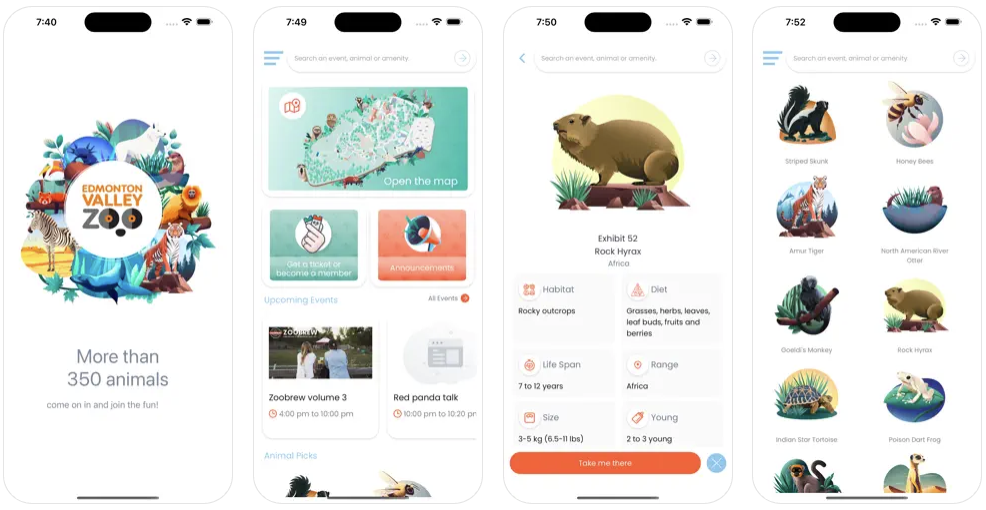 7:40
EDMONTON
VALLEY
ZOO
More than
350 animals
come on in and join the fun!
7:49
Search an event, animal or amenity.
Open the map
Get a ticket or
become a member
Announcements
Upcoming Events
All Events
ZOOBREW
Zoobrew volume 3
4:00 pm to 10:00 pm
Red panda talk
10:00 pm to 10:20 pm
Animal Picks
7:50
Search an event, animal or amenity.
Exhibit 52
Rock Hyrax
Africa
Habitat
Rocky outcrops
Diet
Grasses, herbs, leaves,
leaf buds, fruits and
berries
Life Span
7 to 12 years
Range
Africa
Size
3-5 kg (6.5-11 lbs)
Young
2 to 3 young
Take me there
7:52
Search an event, animal or amenity
Striped Skunk
Honey Bees
Amur Tiger
North American River
Otter
Goeldi's Monkey
Rock Hyrax
Indian Star Tortoise
Poison Dart Frog